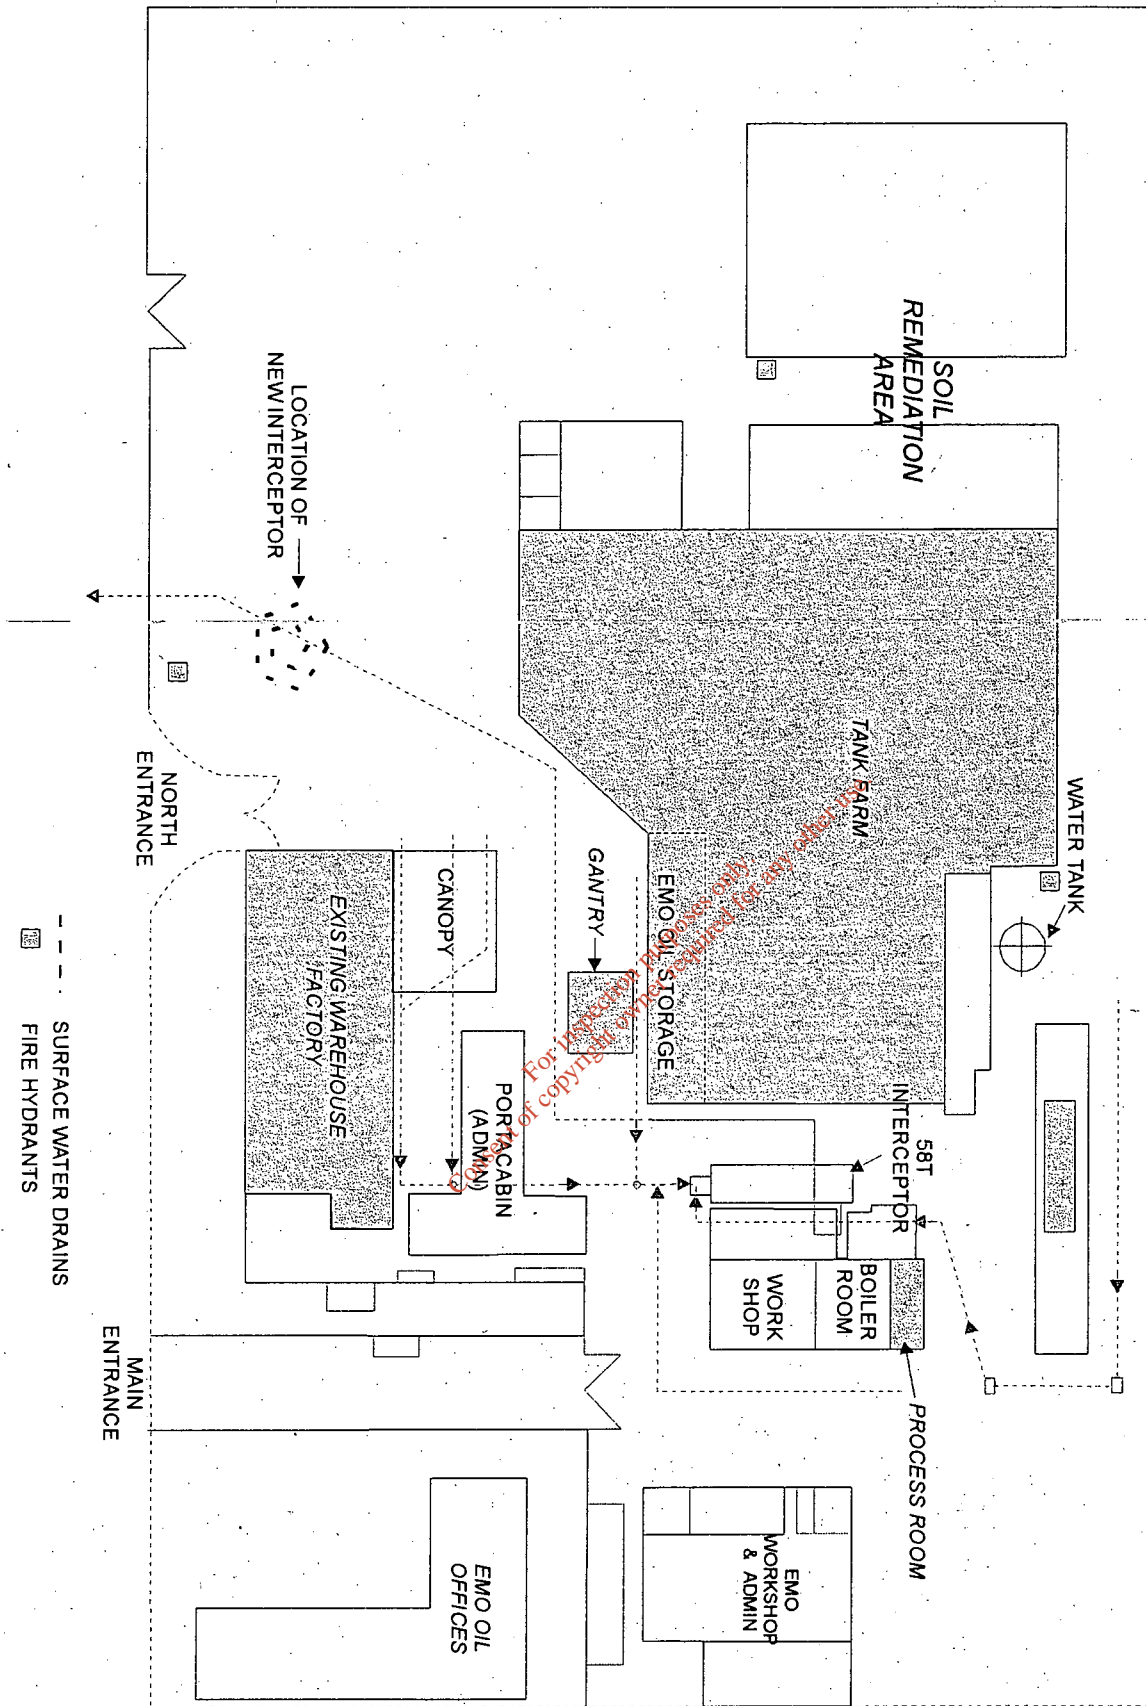 SOIL
REMEDIATION
AREA
WATER TANK
TANK FARM
LOCATION OF
NEW INTERCEPTOR
NORTH
ENTRANCE
EMO OIL STORAGE
GANTRY
CANOPY
EXISTING WAREHOUSE
FACTORY
PORTACABIN
(ADMIN)
58T
INTERCEPTOR
BOILER
ROOM
WORK
SHOP
PROCESS ROOM
MAIN
ENTRANCE
EMO
WORKSHOP
& ADMIN
EMO OIL
OFFICES
SURFACE WATER DRAINS
FIRE HYDRANTS
For inspection purposes only.
Consent of copyright owner required for any other use.